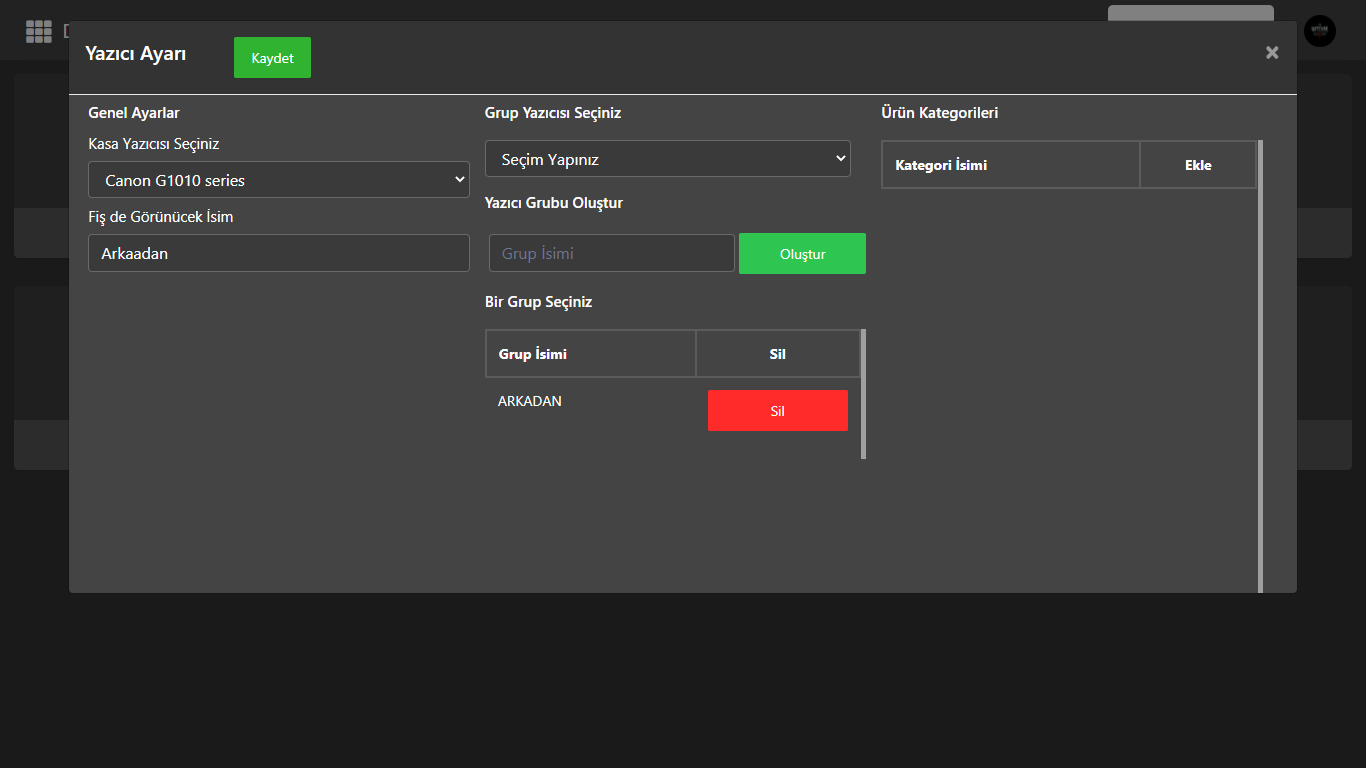 Yazıcı Ayarı
Kaydet
×
Genel Ayarlar
Kasa Yazıcısı Seçiniz
Canon G1010 series
Fiş de Görünücek İsim
Arkaadan
Grup Yazıcısı Seçiniz
Seçim Yapınız
Yazıcı Grubu Oluştur
Grup İsimi
Oluştur
Bir Grup Seçiniz
Grup İsimi
Sil
ARKADAN
Sil
Ürün Kategorileri
Kategori İsimi
Ekle